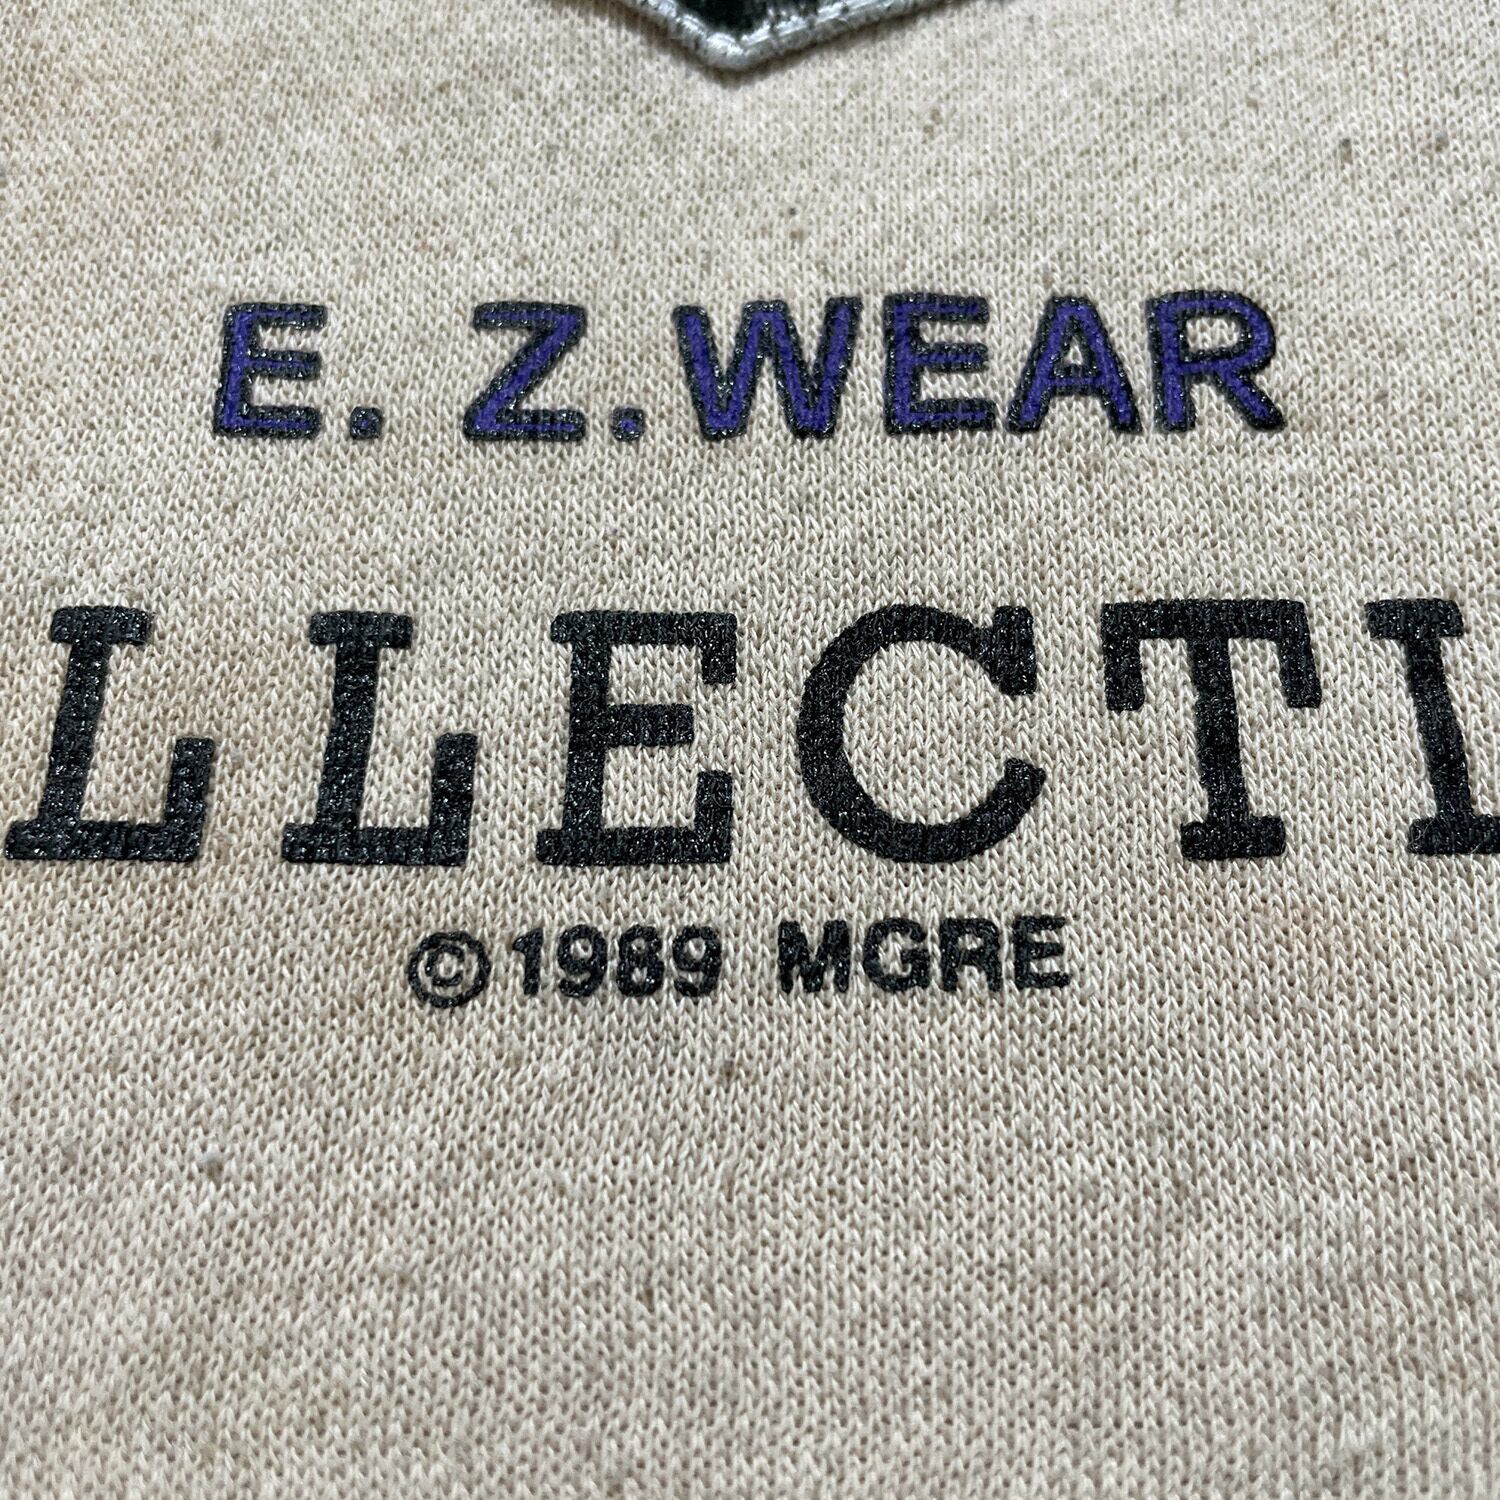 E. Z. WEAR
LLECTI
©1989 MGRE